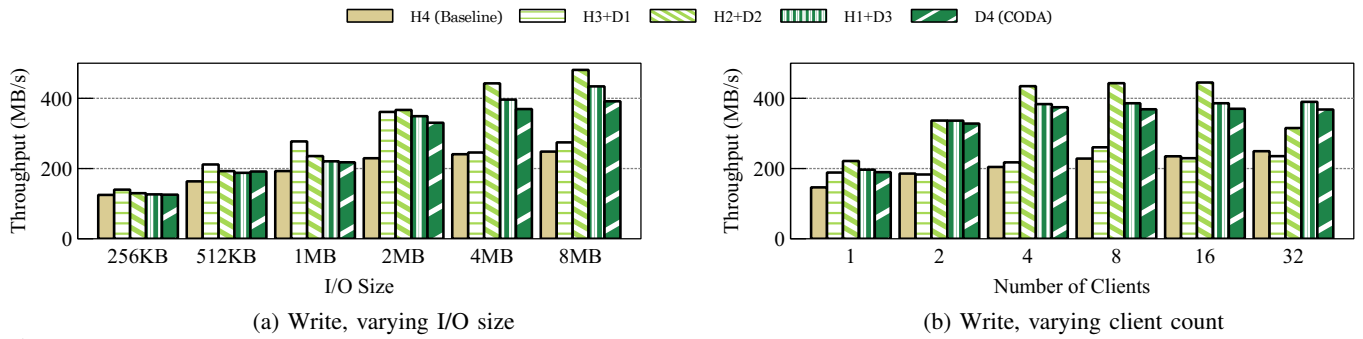 H4 (Baseline) H3+D1 H2+D2 H1+D3 D4 (CODA)
Throughput (MB/s)
400
200
0
256KB 512KB 1MB 2MB 4MB 8MB
I/O Size
(a) Write, varying I/O size
Throughput (MB/s)
400
200
0
1 2 4 8 16 32
Number of Clients
(b) Write, varying client count